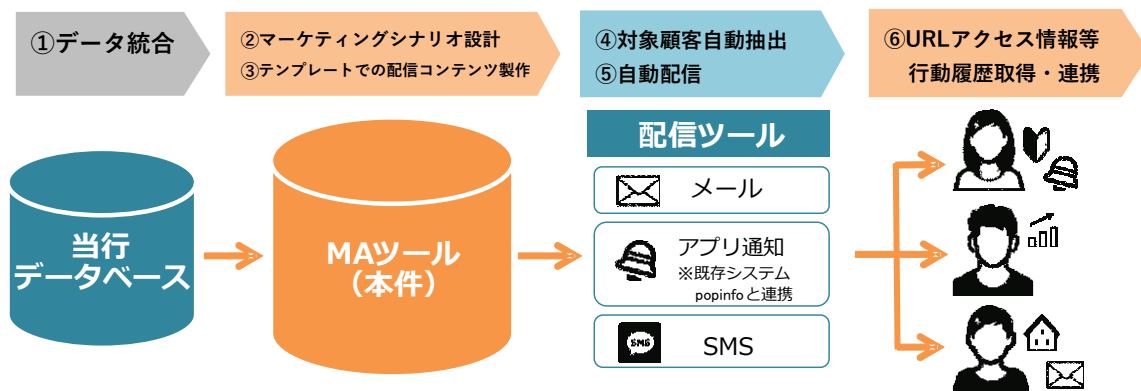 ①データ統合
②マーケティングシナリオ設計
③テンプレートでの配信コンテンツ製作
④対象顧客自動抽出
⑤自動配信
⑥URLアクセス情報等
行動履歴取得・連携
当行
データベース
MAツール
（本件）
配信ツール
メール
アプリ通知
※既存システム
popinfoと連携
SMS
SMS